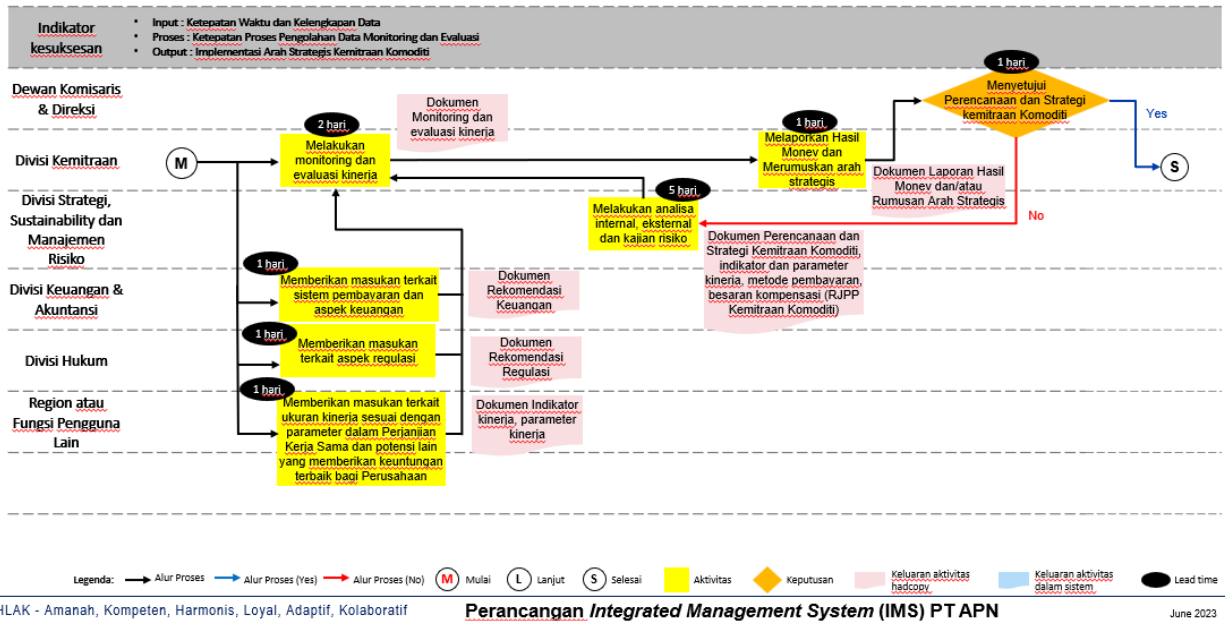 Indikator
kesuksesan
• Input : Ketepatan Waktu dan Kelengkapan Data
• Proses : Ketepatan Proses Pengolahan Data Monitoring dan Evaluasi
• Output : Implementasi Arah Strategis Kemitraan Komoditi
Dewan Komisaris
& Direksi
Dokumen
Monitoring dan
evaluasi kinerja
1 hari
Menyetujui
Perencanaan dan Strategi
kemitraan Komoditi
Yes
No
Divisi Kemitraan
M
2 hari
Melakukan
monitoring dan
evaluasi kinerja
1 hari
Melaporkan Hasil
Monev dan
Merumuskan arah
strategis
Dokumen Laporan Hasil
Monev dan/atau
Rumusan Arah Strategis
S
Divisi Strategi,
Sustainability dan
Manajemen
Risiko
5 hari
Melakukan analisa
internal, eksternal
dan kajian risiko
Dokumen Perencanaan dan
Strategi Kemitraan Komoditi,
indikator dan parameter
kinerja, metode pembayaran,
besaran kompensasi (RJPP
Kemitraan Komoditi)
Divisi Keuangan &
Akuntansi
1 hari
Memberikan masukan terkait
sistem pembayaran dan
aspek keuangan
Dokumen
Rekomendasi
Keuangan
Divisi Hukum
1 hari
Memberikan masukan
terkait aspek regulasi
Dokumen
Rekomendasi
Regulasi
Region atau
Fungsi Pengguna
Lain
1 hari
Memberikan masukan terkait
ukuran kinerja sesuai dengan
parameter dalam Perjanjian
Kerja Sama dan potensi lain
yang memberikan keuntungan
terbaik bagi Perusahaan
Dokumen Indikator
kinerja, parameter
kinerja
Legenda:
Alur Proses
Alur Proses (Yes)
Alur Proses (No)
M
Mulai
L
Lanjut
S
Selesai
Aktivitas
Keputusan
Keluaran aktivitas
hadcopy
Keluaran aktivitas
dalam sistem
Lead time
HLAK - Amanah, Kompeten, Harmonis, Loyal, Adaptif, Kolaboratif
Perancangan Integrated Management System (IMS) PT APN
June 2023